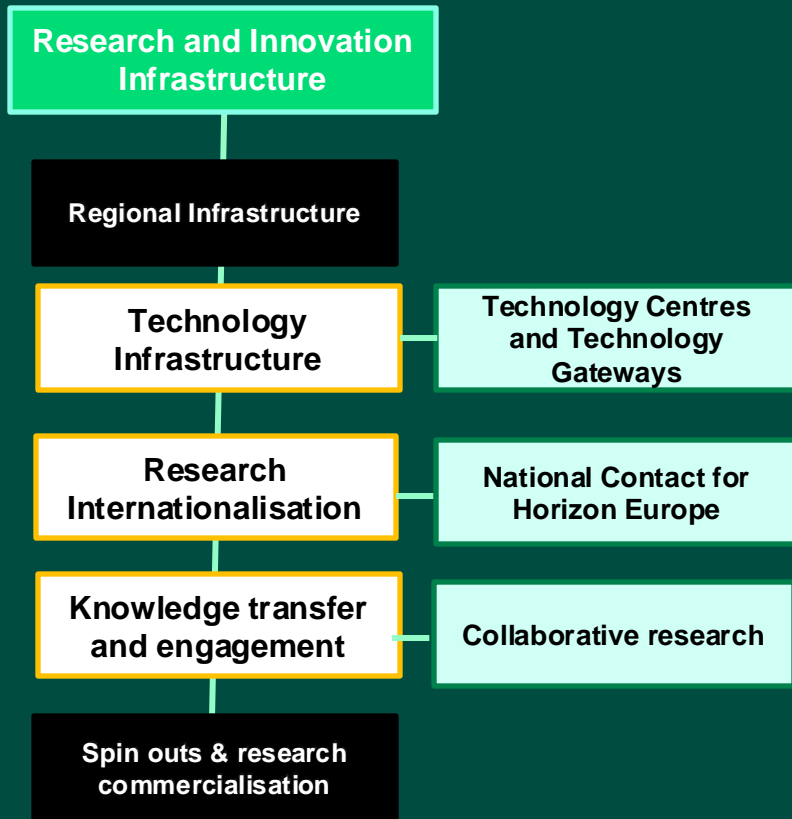 Research and Innovation
Infrastructure
Regional Infrastructure
Technology
Infrastructure
Technology Centres
and Technology
Gateways
Research
Internationalisation
National Contact for
Horizon Europe
Knowledge transfer
and engagement
Collaborative research
Spin outs & research
commercialisation